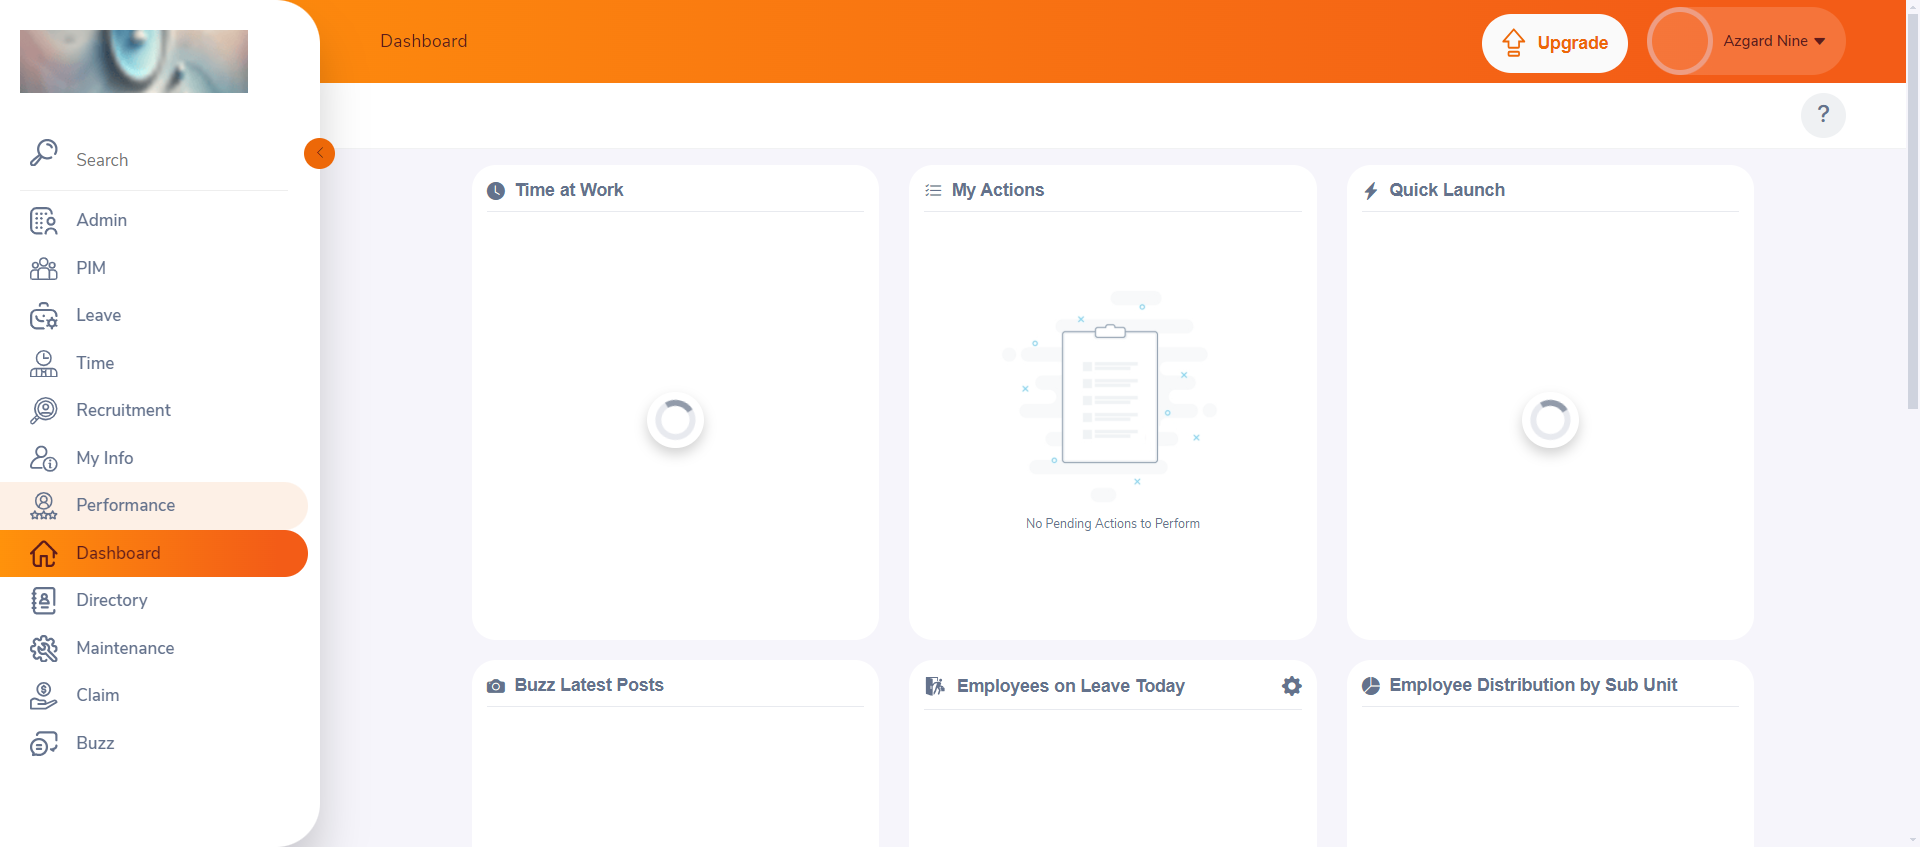 Dashboard
Upgrade
Azgard Nine
?
Search
Admin
PIM
Leave
Time
Recruitment
My Info
Performance
Dashboard
Directory
Maintenance
Claim
Buzz
Time at Work
My Actions
No Pending Actions to Perform
Quick Launch
Buzz Latest Posts
Employees on Leave Today
Employee Distribution by Sub Unit